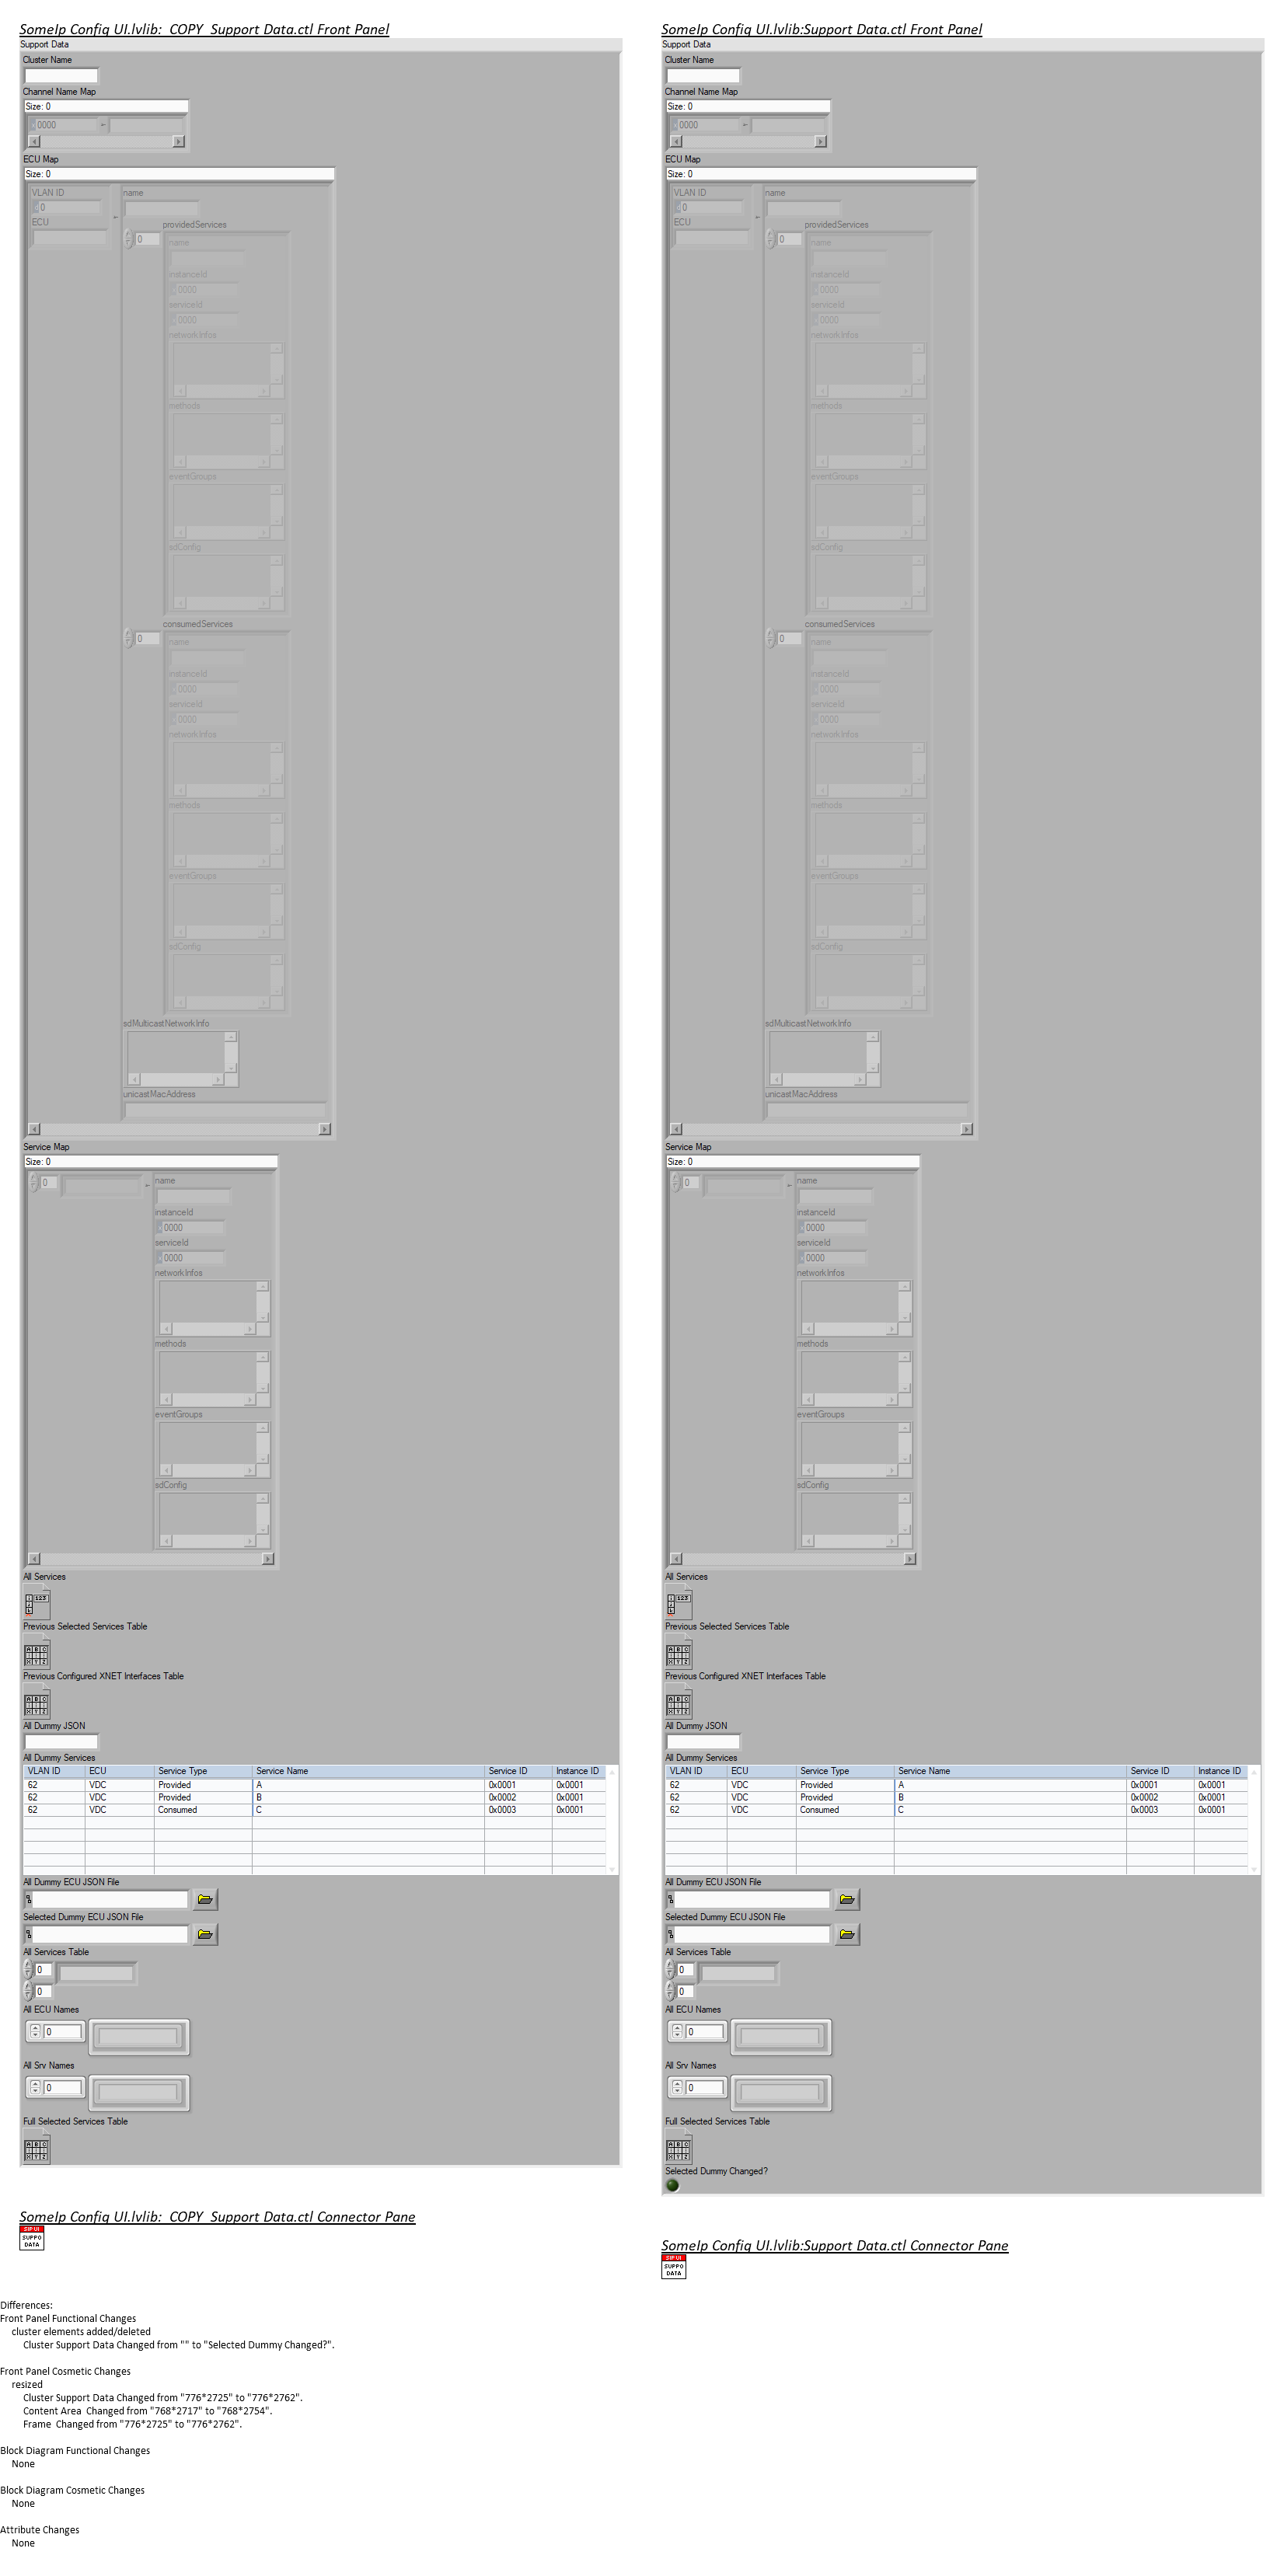 SomeIp Config UI.lvlib:_COPY_Support Data.ctl Front Panel
Support Data
Cluster Name
Channel Name Map
Size: 0
x 0000
ECU Map
Size: 0
VLAN ID
d 0
ECU
name
providedServices
0
name
instanceId
x 0000
serviceId
x 0000
networkInfos
methods
eventGroups
sdConfig
consumedServices
0
name
instanceId
x 0000
serviceId
x 0000
networkInfos
methods
eventGroups
sdConfig
sdMulticastNetworkInfo
unicastMacAddress
Service Map
Size: 0
0
name
instanceId
x 0000
serviceId
x 0000
networkInfos
methods
eventGroups
sdConfig
All Services
123
Previous Selected Services Table
A B C
X Y Z
Previous Configured XNET Interfaces Table
A B C
X Y Z
All Dummy JSON
All Dummy Services
VLAN ID ECU Service Type Service Name Service ID Instance ID
62 VDC Provided A 0x0001 0x0001
62 VDC Provided B 0x0002 0x0001
62 VDC Consumed C 0x0003 0x0001
All Dummy ECU JSON File
Selected Dummy ECU JSON File
All Services Table
0
0
All ECU Names
0
All Srv Names
0
Full Selected Services Table
A B C
X Y Z
SomeIp Config UI.lvlib:_COPY_Support Data.ctl Connector Pane
SIP UI
SUPPO
DATA
SomeIp Config UI.lvlib:Support Data.ctl Front Panel
Support Data
Cluster Name
Channel Name Map
Size: 0
x 0000
ECU Map
Size: 0
VLAN ID
d 0
ECU
name
providedServices
0
name
instanceId
x 0000
serviceId
x 0000
networkInfos
methods
eventGroups
sdConfig
consumedServices
0
name
instanceId
x 0000
serviceId
x 0000
networkInfos
methods
eventGroups
sdConfig
sdMulticastNetworkInfo
unicastMacAddress
Service Map
Size: 0
0
name
instanceId
x 0000
serviceId
x 0000
networkInfos
methods
eventGroups
sdConfig
All Services
123
Previous Selected Services Table
A B C
X Y Z
Previous Configured XNET Interfaces Table
A B C
X Y Z
All Dummy JSON
All Dummy Services
VLAN ID ECU Service Type Service Name Service ID Instance ID
62 VDC Provided A 0x0001 0x0001
62 VDC Provided B 0x0002 0x0001
62 VDC Consumed C 0x0003 0x0001
All Dummy ECU JSON File
Selected Dummy ECU JSON File
All Services Table
0
0
All ECU Names
0
All Srv Names
0
Full Selected Services Table
A B C
X Y Z
Selected Dummy Changed?
SomeIp Config UI.lvlib:Support Data.ctl Connector Pane
SIP UI
SUPPO
DATA
Differences:
Front Panel Functional Changes
cluster elements added/deleted
Cluster Support Data Changed from "" to "Selected Dummy Changed?".
Front Panel Cosmetic Changes
resized
Cluster Support Data Changed from "776*2725" to "776*2762".
Content Area  Changed from "768*2717" to "768*2754".
Frame  Changed from "776*2725" to "776*2762".
Block Diagram Functional Changes
None
Block Diagram Cosmetic Changes
None
Attribute Changes
None